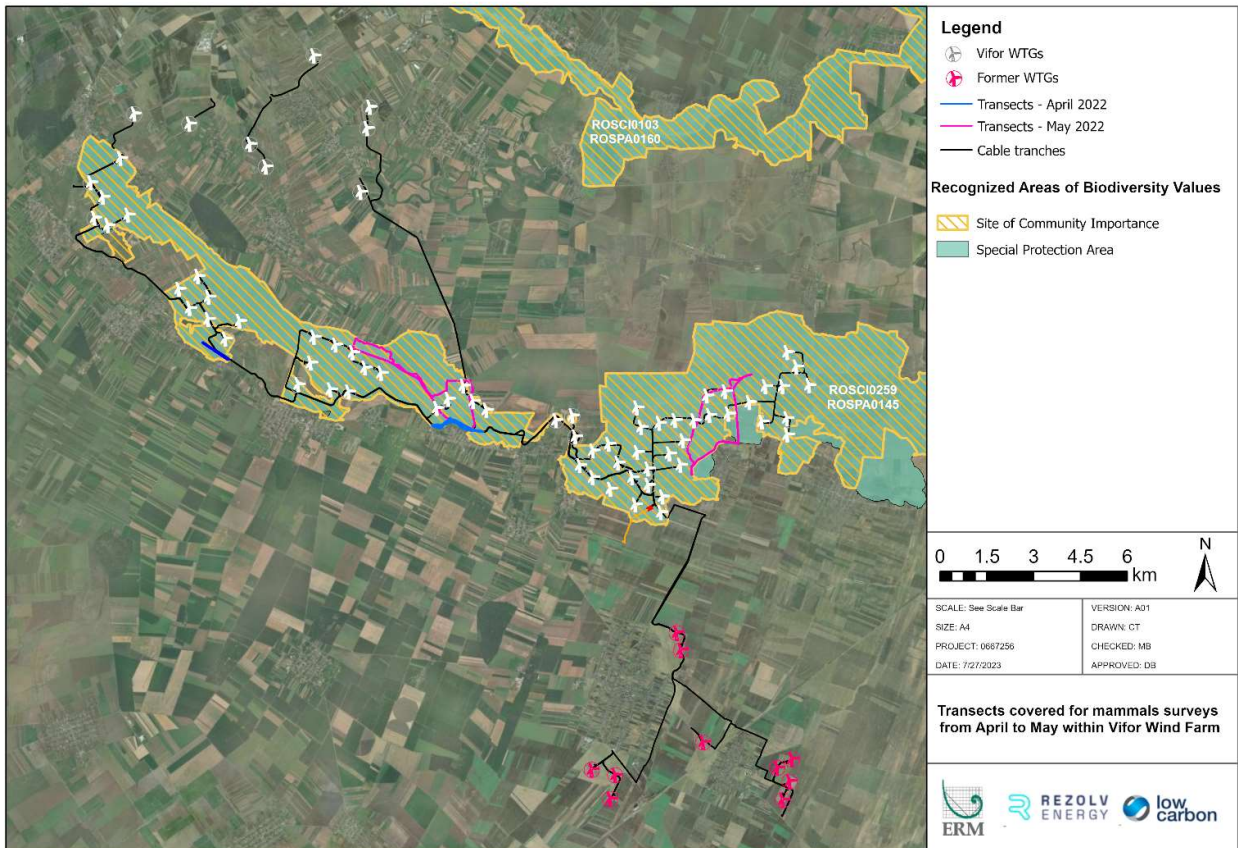 ROSCI0103
ROSPA0160
ROSCI0259
ROSPA0145
Legend
Vifor WTGs
Former WTGs
Transects - April 2022
Transects - May 2022
Cable tranches
Recognized Areas of Biodiversity Values
Site of Community Importance
Special Protection Area
0 1.5 3 4.5 6
km
N
SCALE: See Scale Bar
VERSION: A01
SIZE: A4
DRAWN: CT
PROJECT: 0667256
CHECKED: MB
DATE: 7/27/2023
APPROVED: DB
Transects covered for mammals surveys
from April to May within Vifor Wind Farm
ERM
REZOLV
ENERGY
low
carbon